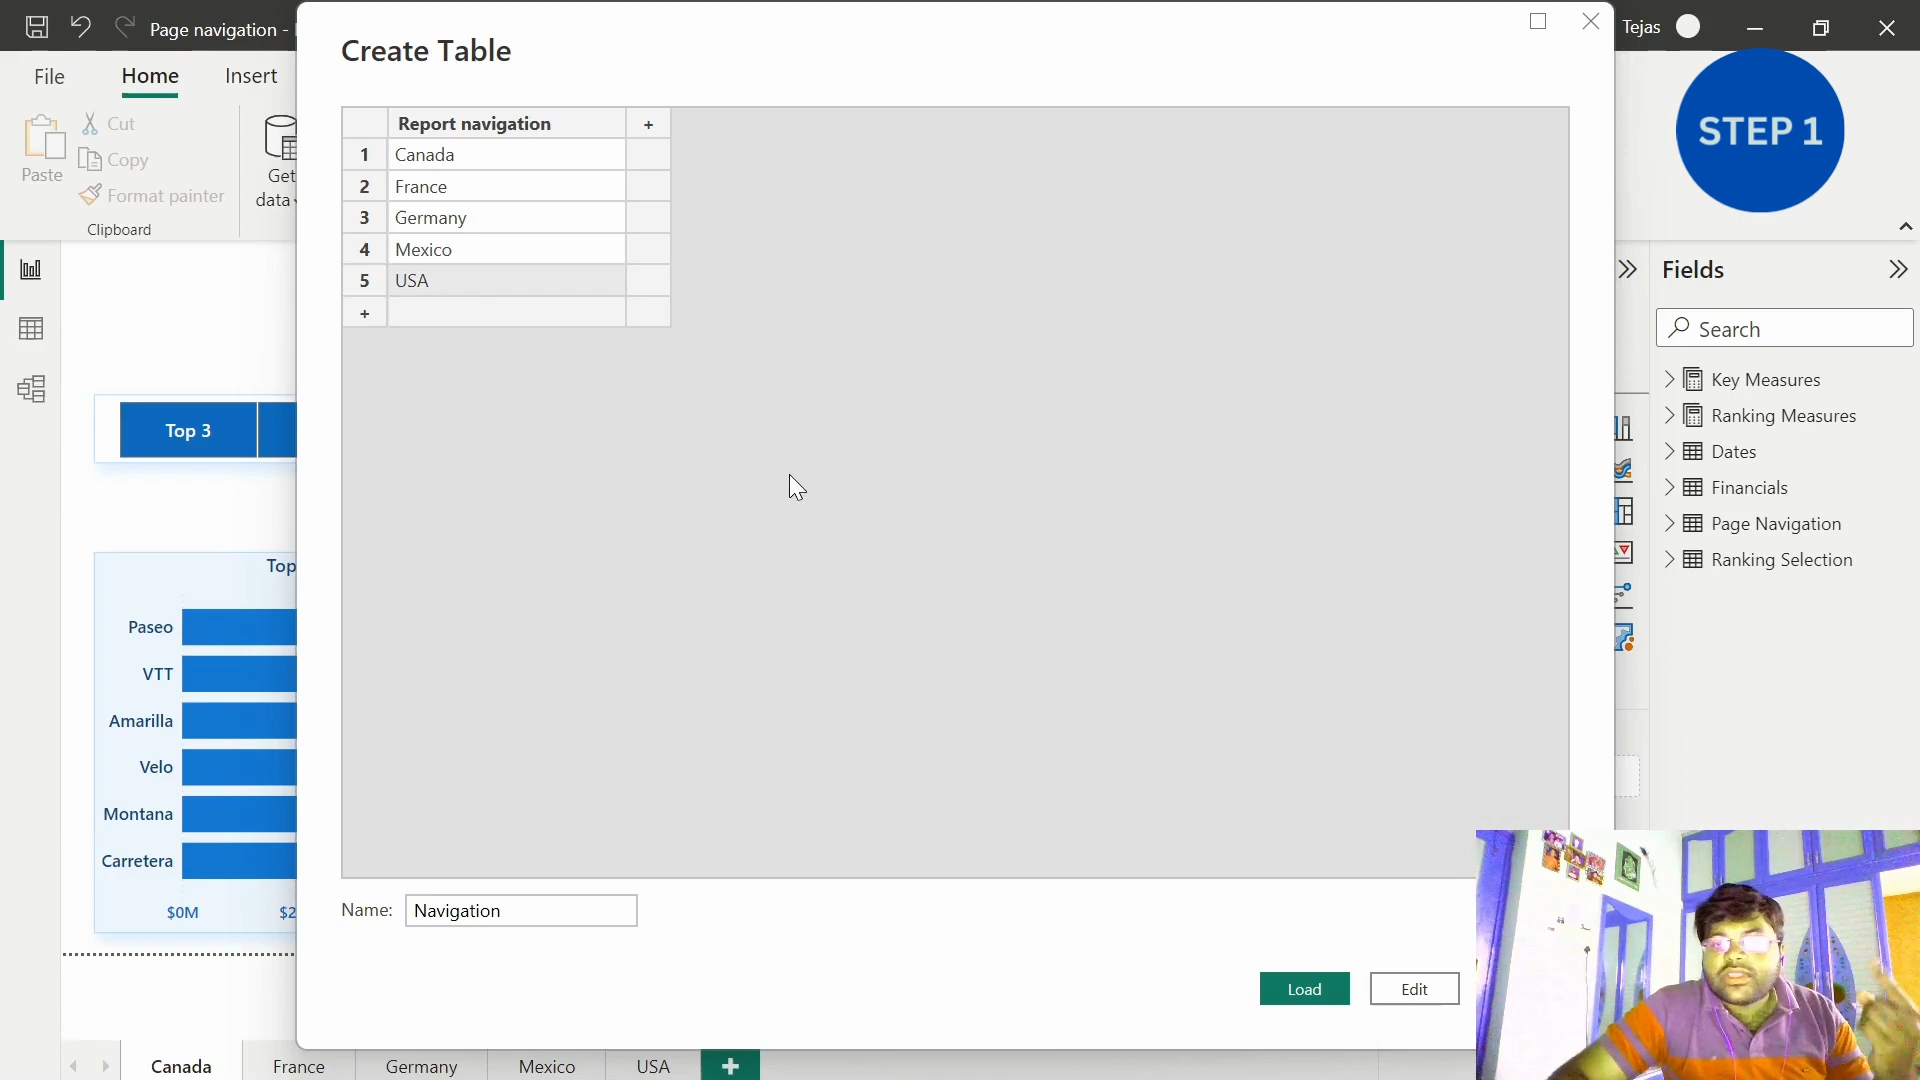 Page navigation -
Tejas
File
Home
Insert
Paste
Cut
Copy
Format painter
Clipboard
Get
data
Create Table
Report navigation +
1 Canada
2 France
3 Germany
4 Mexico
5 USA
+
Name: Navigation
Load
Edit
STEP 1
Fields
Search
Key Measures
Ranking Measures
Dates
Financials
Page Navigation
Ranking Selection
Top 3
Top
Paseo
VTT
Amarilla
Velo
Montana
Carretera
$0M $2
Canada France Germany Mexico USA +